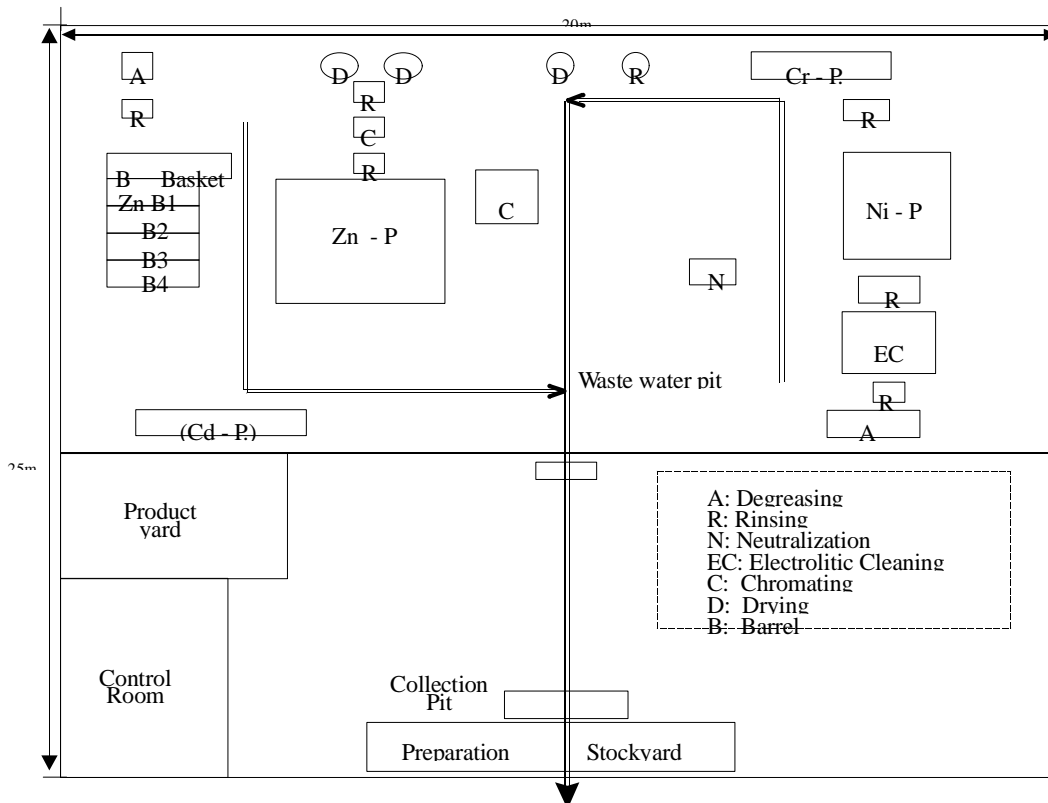 20m
A
D
D
D
R
Cr - P.
R
R
R
C
R
B Basket
Zn B1
B2
B3
B4
Zn - P
C
Ni - P
N
R
EC
Waste water pit
R
A
(Cd - P.)
25m
Product
yard
A: Degreasing
R: Rinsing
N: Neutralization
EC: Electrolitic Cleaning
C: Chromating
D: Drying
B: Barrel
Control
Room
Collection
Pit
Preparation
Stockyard